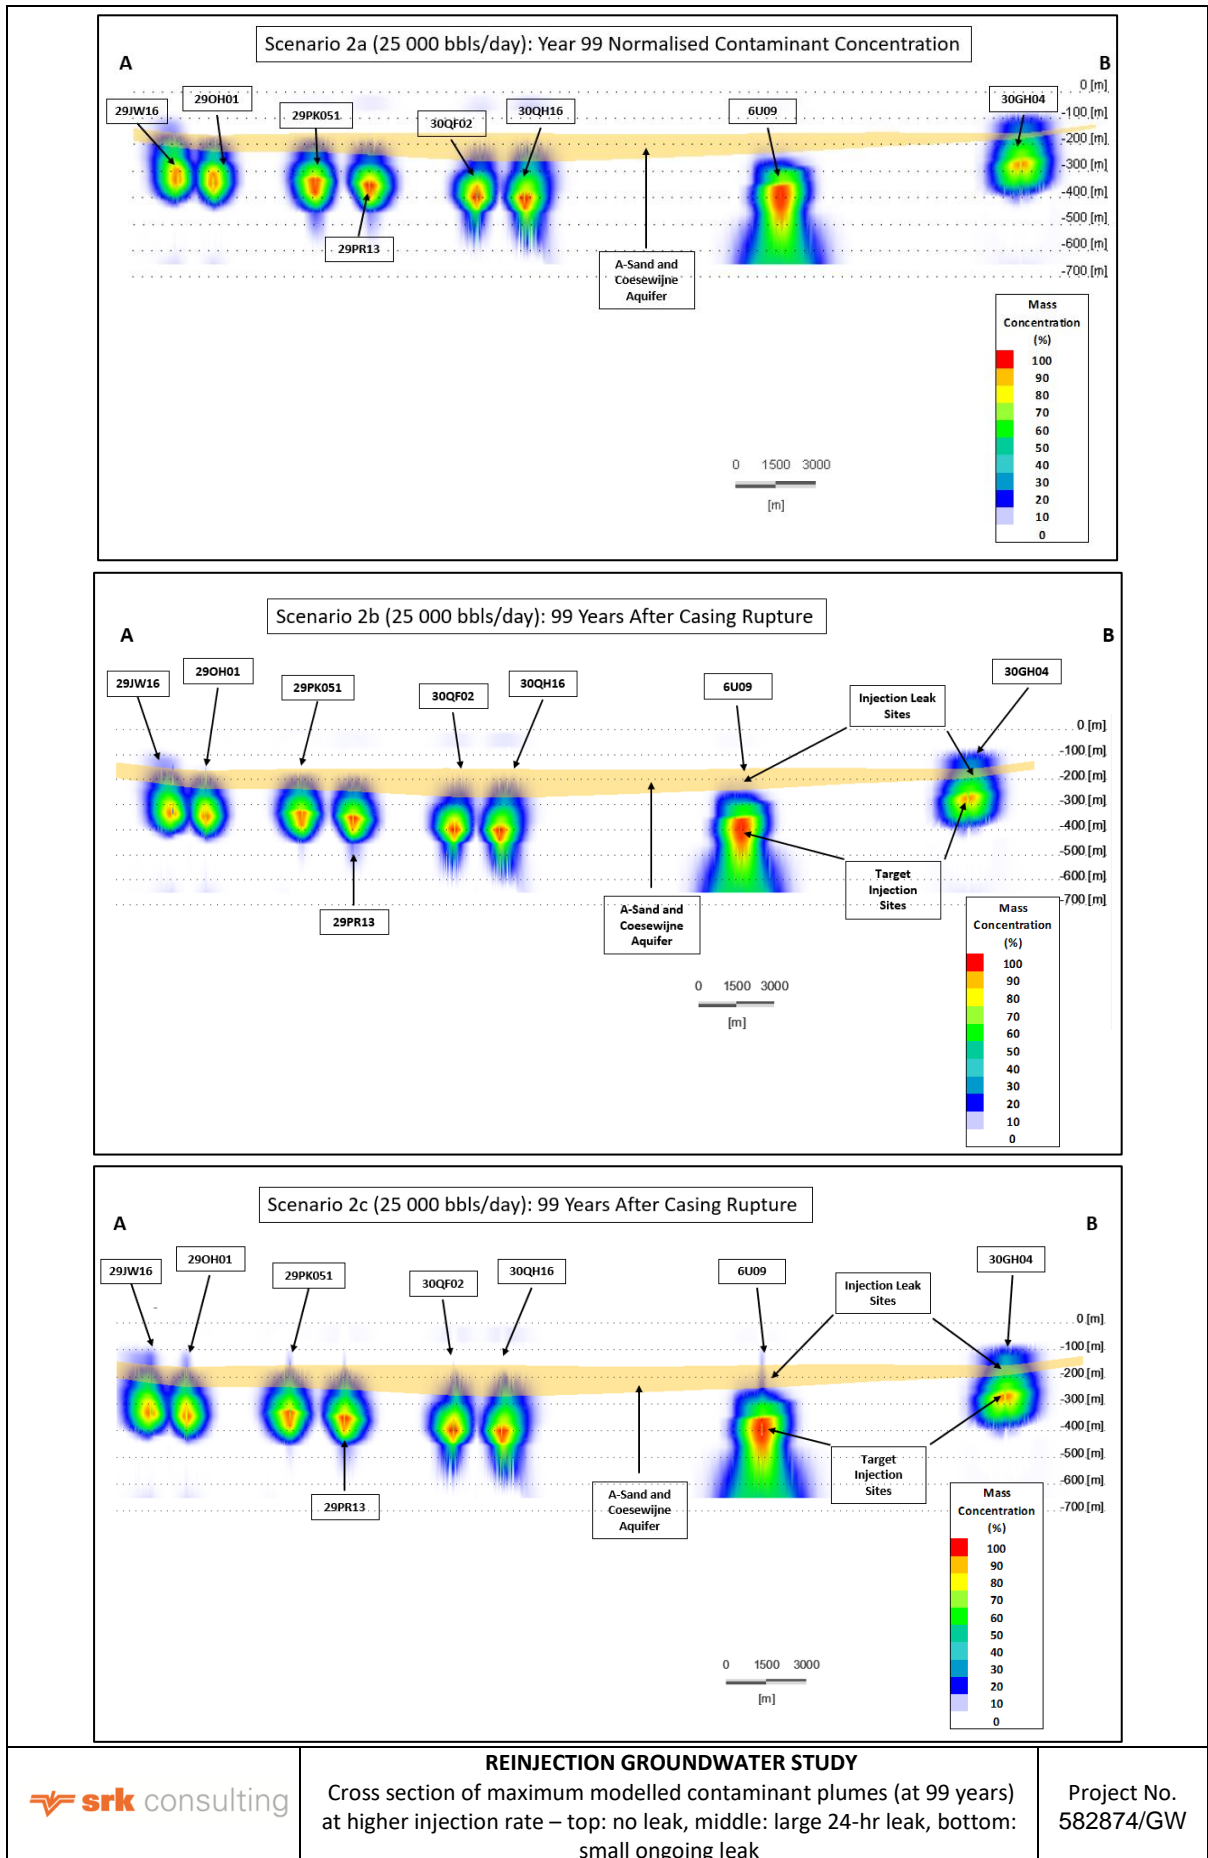 Scenario 2a (25 000 bbls/day): Year 99 Normalised Contaminant Concentration
A
B
0 [m]
29JW16
29OH01
29PK051
30QF02
30QH16
6U09
30GH04
-100 [m]
-200 [m]
-300 [m]
-400 [m]
-500 [m]
-600 [m]
-700 [m]
29PR13
A-Sand and
Coesewijne
Aquifer
Mass
Concentration
(%)
100
90
80
70
60
50
40
30
20
10
0
0 1500 3000
[m]
Scenario 2b (25 000 bbls/day): 99 Years After Casing Rupture
A
B
29JW16
29OH01
29PK051
30QF02
30QH16
6U09
Injection Leak
Sites
30GH04
0 [m]
-100 [m]
-200 [m]
-300 [m]
-400 [m]
-500 [m]
-600 [m]
-700 [m]
29PR13
A-Sand and
Coesewijne
Aquifer
Target
Injection
Sites
Mass
Concentration
(%)
100
90
80
70
60
50
40
30
20
10
0
0 1500 3000
[m]
Scenario 2c (25 000 bbls/day): 99 Years After Casing Rupture
A
B
29JW16
29OH01
29PK051
30QF02
30QH16
6U09
Injection Leak
Sites
30GH04
0 [m]
-100 [m]
-200 [m]
-300 [m]
-400 [m]
-500 [m]
-600 [m]
-700 [m]
29PR13
A-Sand and
Coesewijne
Aquifer
Target
Injection
Sites
Mass
Concentration
(%)
100
90
80
70
60
50
40
30
20
10
0
0 1500 3000
[m]
srk consulting
REINJECTION GROUNDWATER STUDY
Cross section of maximum modelled contaminant plumes (at 99 years)
at higher injection rate – top: no leak, middle: large 24-hr leak, bottom:
small ongoing leak
Project No.
582874/GW